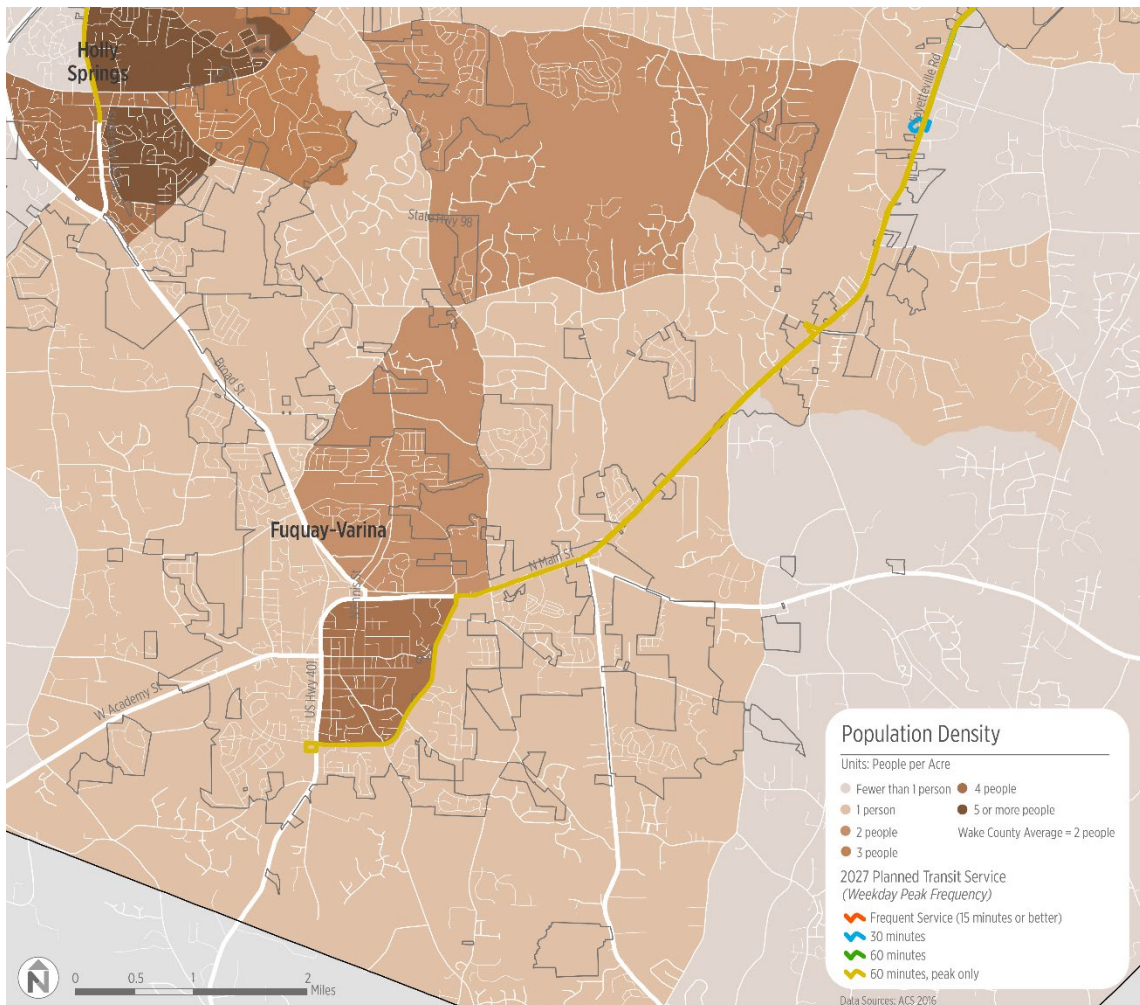 Holly
Springs
Fayetteville Rd
State Hwy 98
Broad St
Fuquay-Varina
N Main St
US Hwy 401
W Academy St
Population Density
Units: People per Acre
Fewer than 1 person
1 person
2 people
3 people
4 people
5 or more people
Wake County Average = 2 people
2027 Planned Transit Service
(Weekday Peak Frequency)
Frequent Service (15 minutes or better)
30 minutes
60 minutes
60 minutes, peak only
Data Sources: ACS 2016
N
0 0.5 1 2
Miles